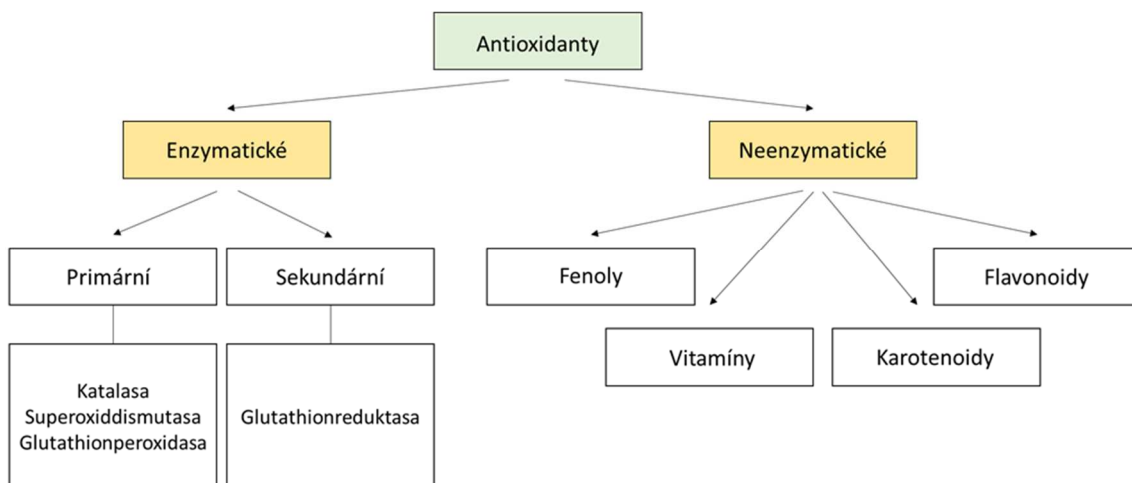 Antioxidanty
Enzymatické
Neenzymatické
Primární
Sekundární
Fenoly
Flavonoidy
Vitamíny
Karotenoidy
Katalasa
Superoxiddismutasa
Glutathionperoxidasa
Glutathionreduktasa